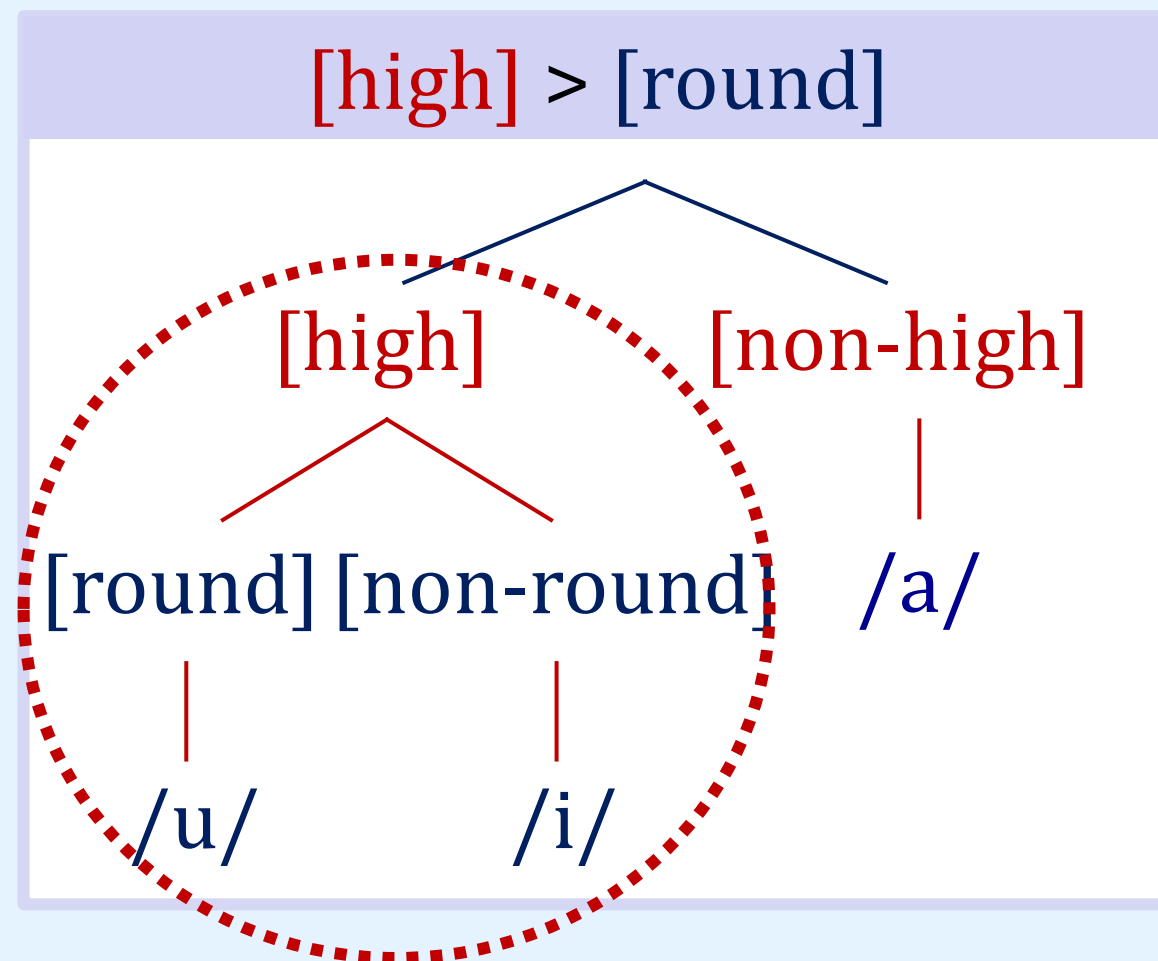 [high] > [round]
[high] [non-high]
[round] [non-round] /a/
/u/ /i/